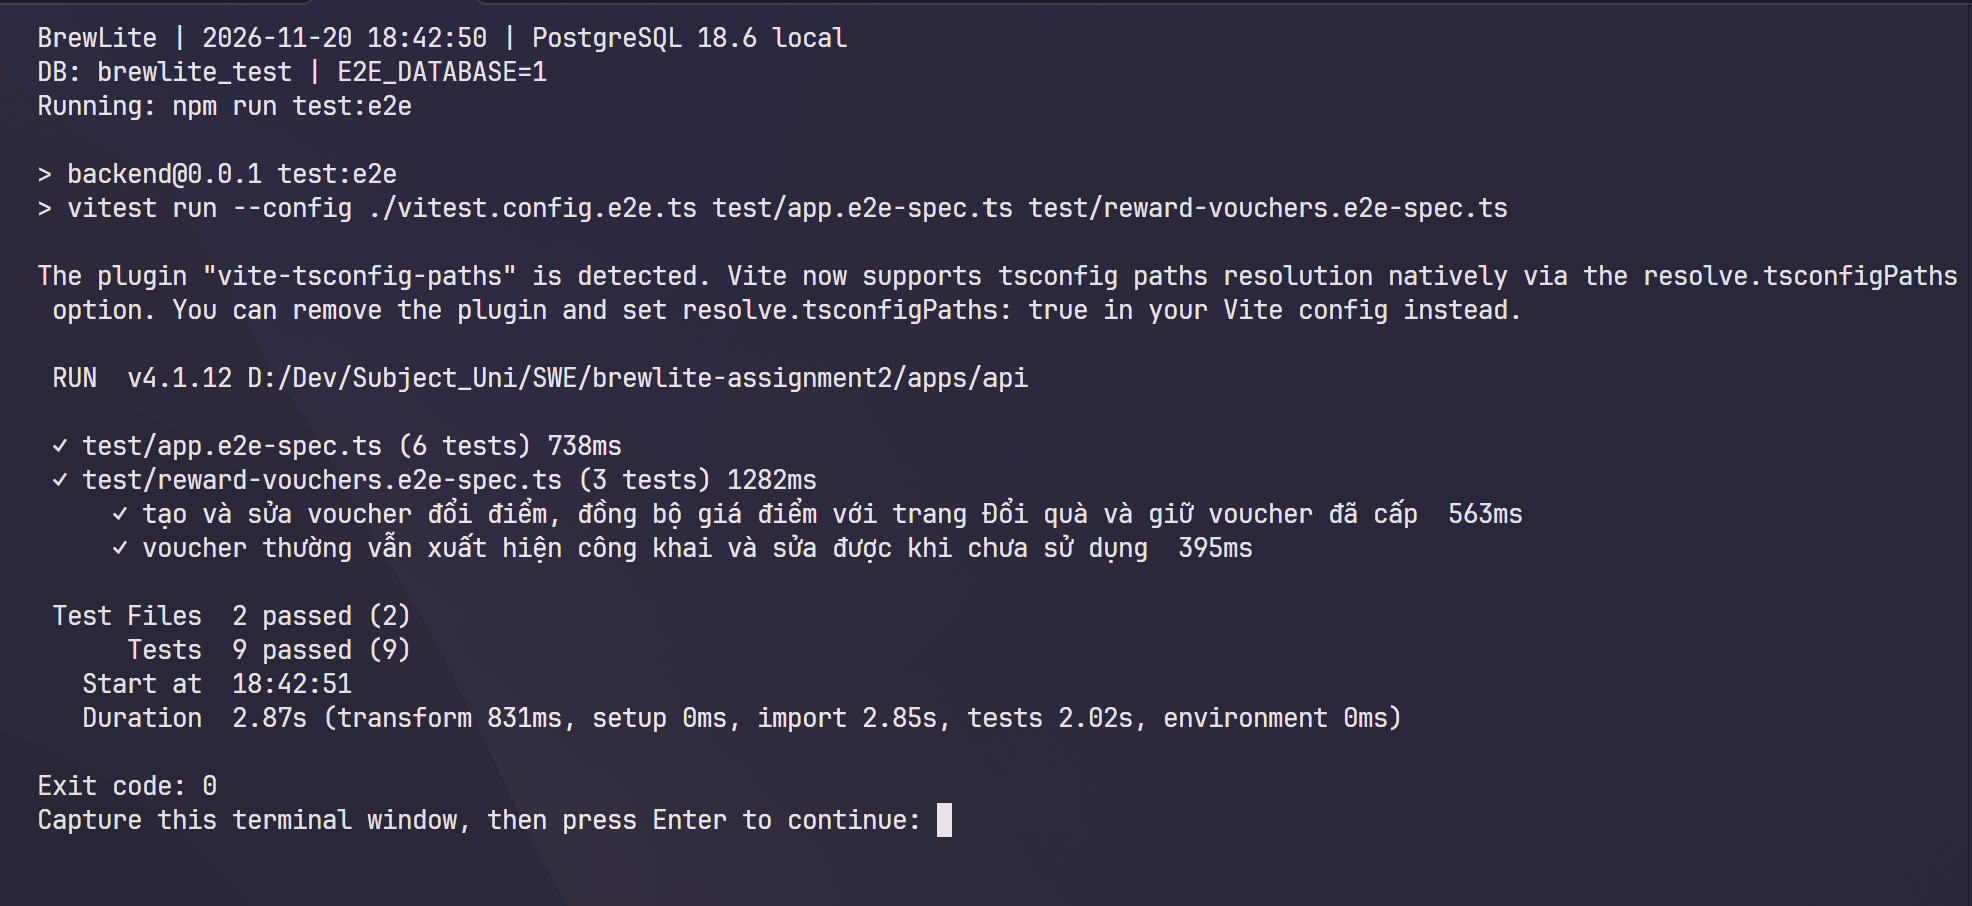 BrewLite | 2026-11-20 18:42:50 | PostgreSQL 18.6 local
DB: brewlite_test | E2E_DATABASE=1
Running: npm run test:e2e
> backend@0.0.1 test:e2e
> vitest run --config ./vitest.config.e2e.ts test/app.e2e-spec.ts test/reward-vouchers.e2e-spec.ts
The plugin "vite-tsconfig-paths" is detected. Vite now supports tsconfig paths resolution natively via the resolve.tsconfigPaths
option. You can remove the plugin and set resolve.tsconfigPaths: true in your Vite config instead.
RUN  v4.1.12 D:/Dev/Subject_Uni/SWE/brewlite-assignment2/apps/api
✓ test/app.e2e-spec.ts (6 tests) 738ms
✓ test/reward-vouchers.e2e-spec.ts (3 tests) 1282ms
✓ tạo và sửa voucher đổi điểm, đồng bộ giá điểm với trang Đổi quà và giữ voucher đã cấp  563ms
✓ voucher thường vẫn xuất hiện công khai và sửa được khi chưa sử dụng  395ms
Test Files  2 passed (2)
Tests  9 passed (9)
Start at  18:42:51
Duration  2.87s (transform 831ms, setup 0ms, import 2.85s, tests 2.02s, environment 0ms)
Exit code: 0
Capture this terminal window, then press Enter to continue: